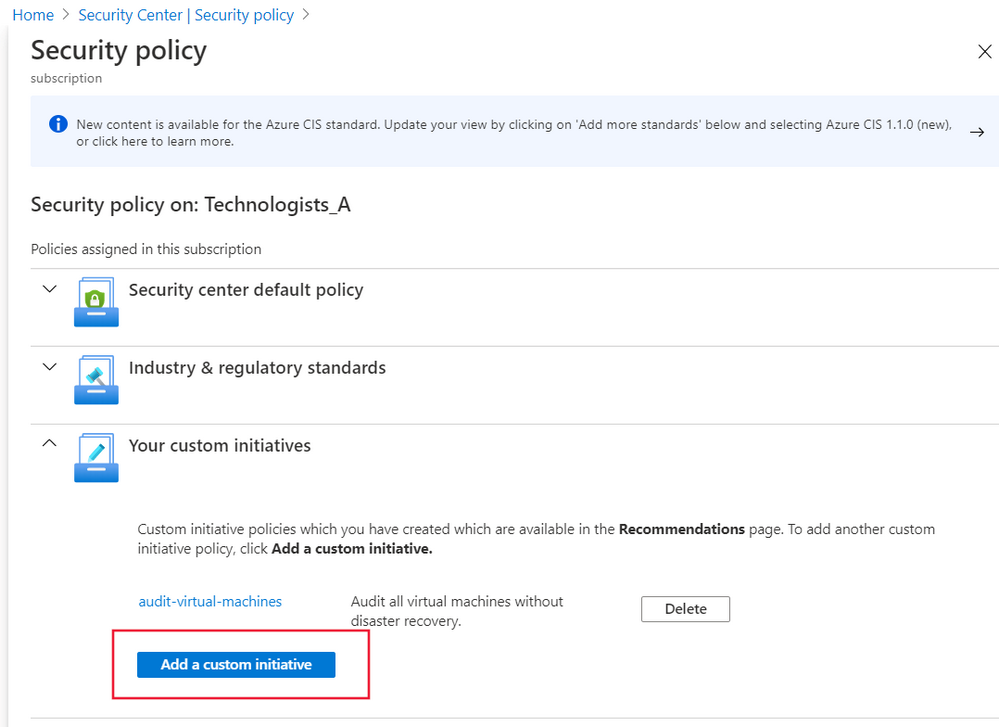 Home > Security Center | Security policy >
Security policy
subscription
New content is available for the Azure CIS standard. Update your view by clicking on 'Add more standards' below and selecting Azure CIS 1.1.0 (new),
or click here to learn more.
Security policy on: Technologists_A
Policies assigned in this subscription
Security center default policy
Industry & regulatory standards
Your custom initiatives
Custom initiative policies which you have created which are available in the Recommendations page. To add another custom
initiative policy, click Add a custom initiative.
audit-virtual-machines
Audit all virtual machines without
disaster recovery.
Delete
Add a custom initiative